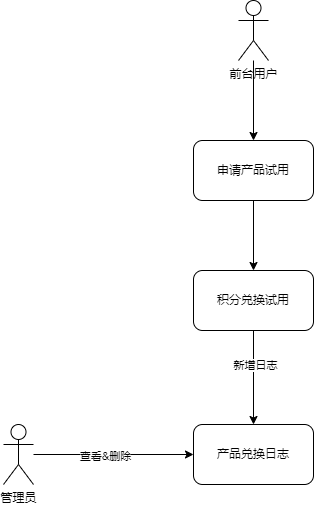 前台用户
申请产品试用
积分兑换试用
新增日志
查看&删除
产品兑换日志
管理员